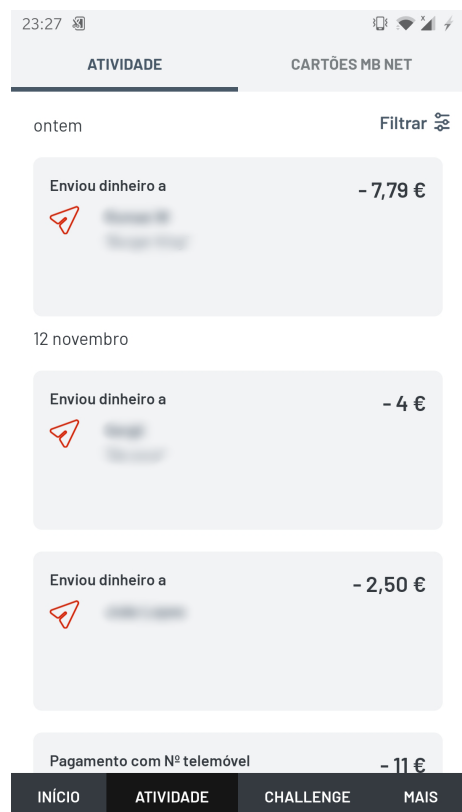 23:27
ATIVIDADE
CARTÕES MB NET
ontem
Filtrar
Enviou dinheiro a
- 7,79 €
12 novembro
Enviou dinheiro a
- 4 €
Enviou dinheiro a
- 2,50 €
Pagamento com Nº telemóvel
- 11 €
INÍCIO
ATIVIDADE
CHALLENGE
MAIS